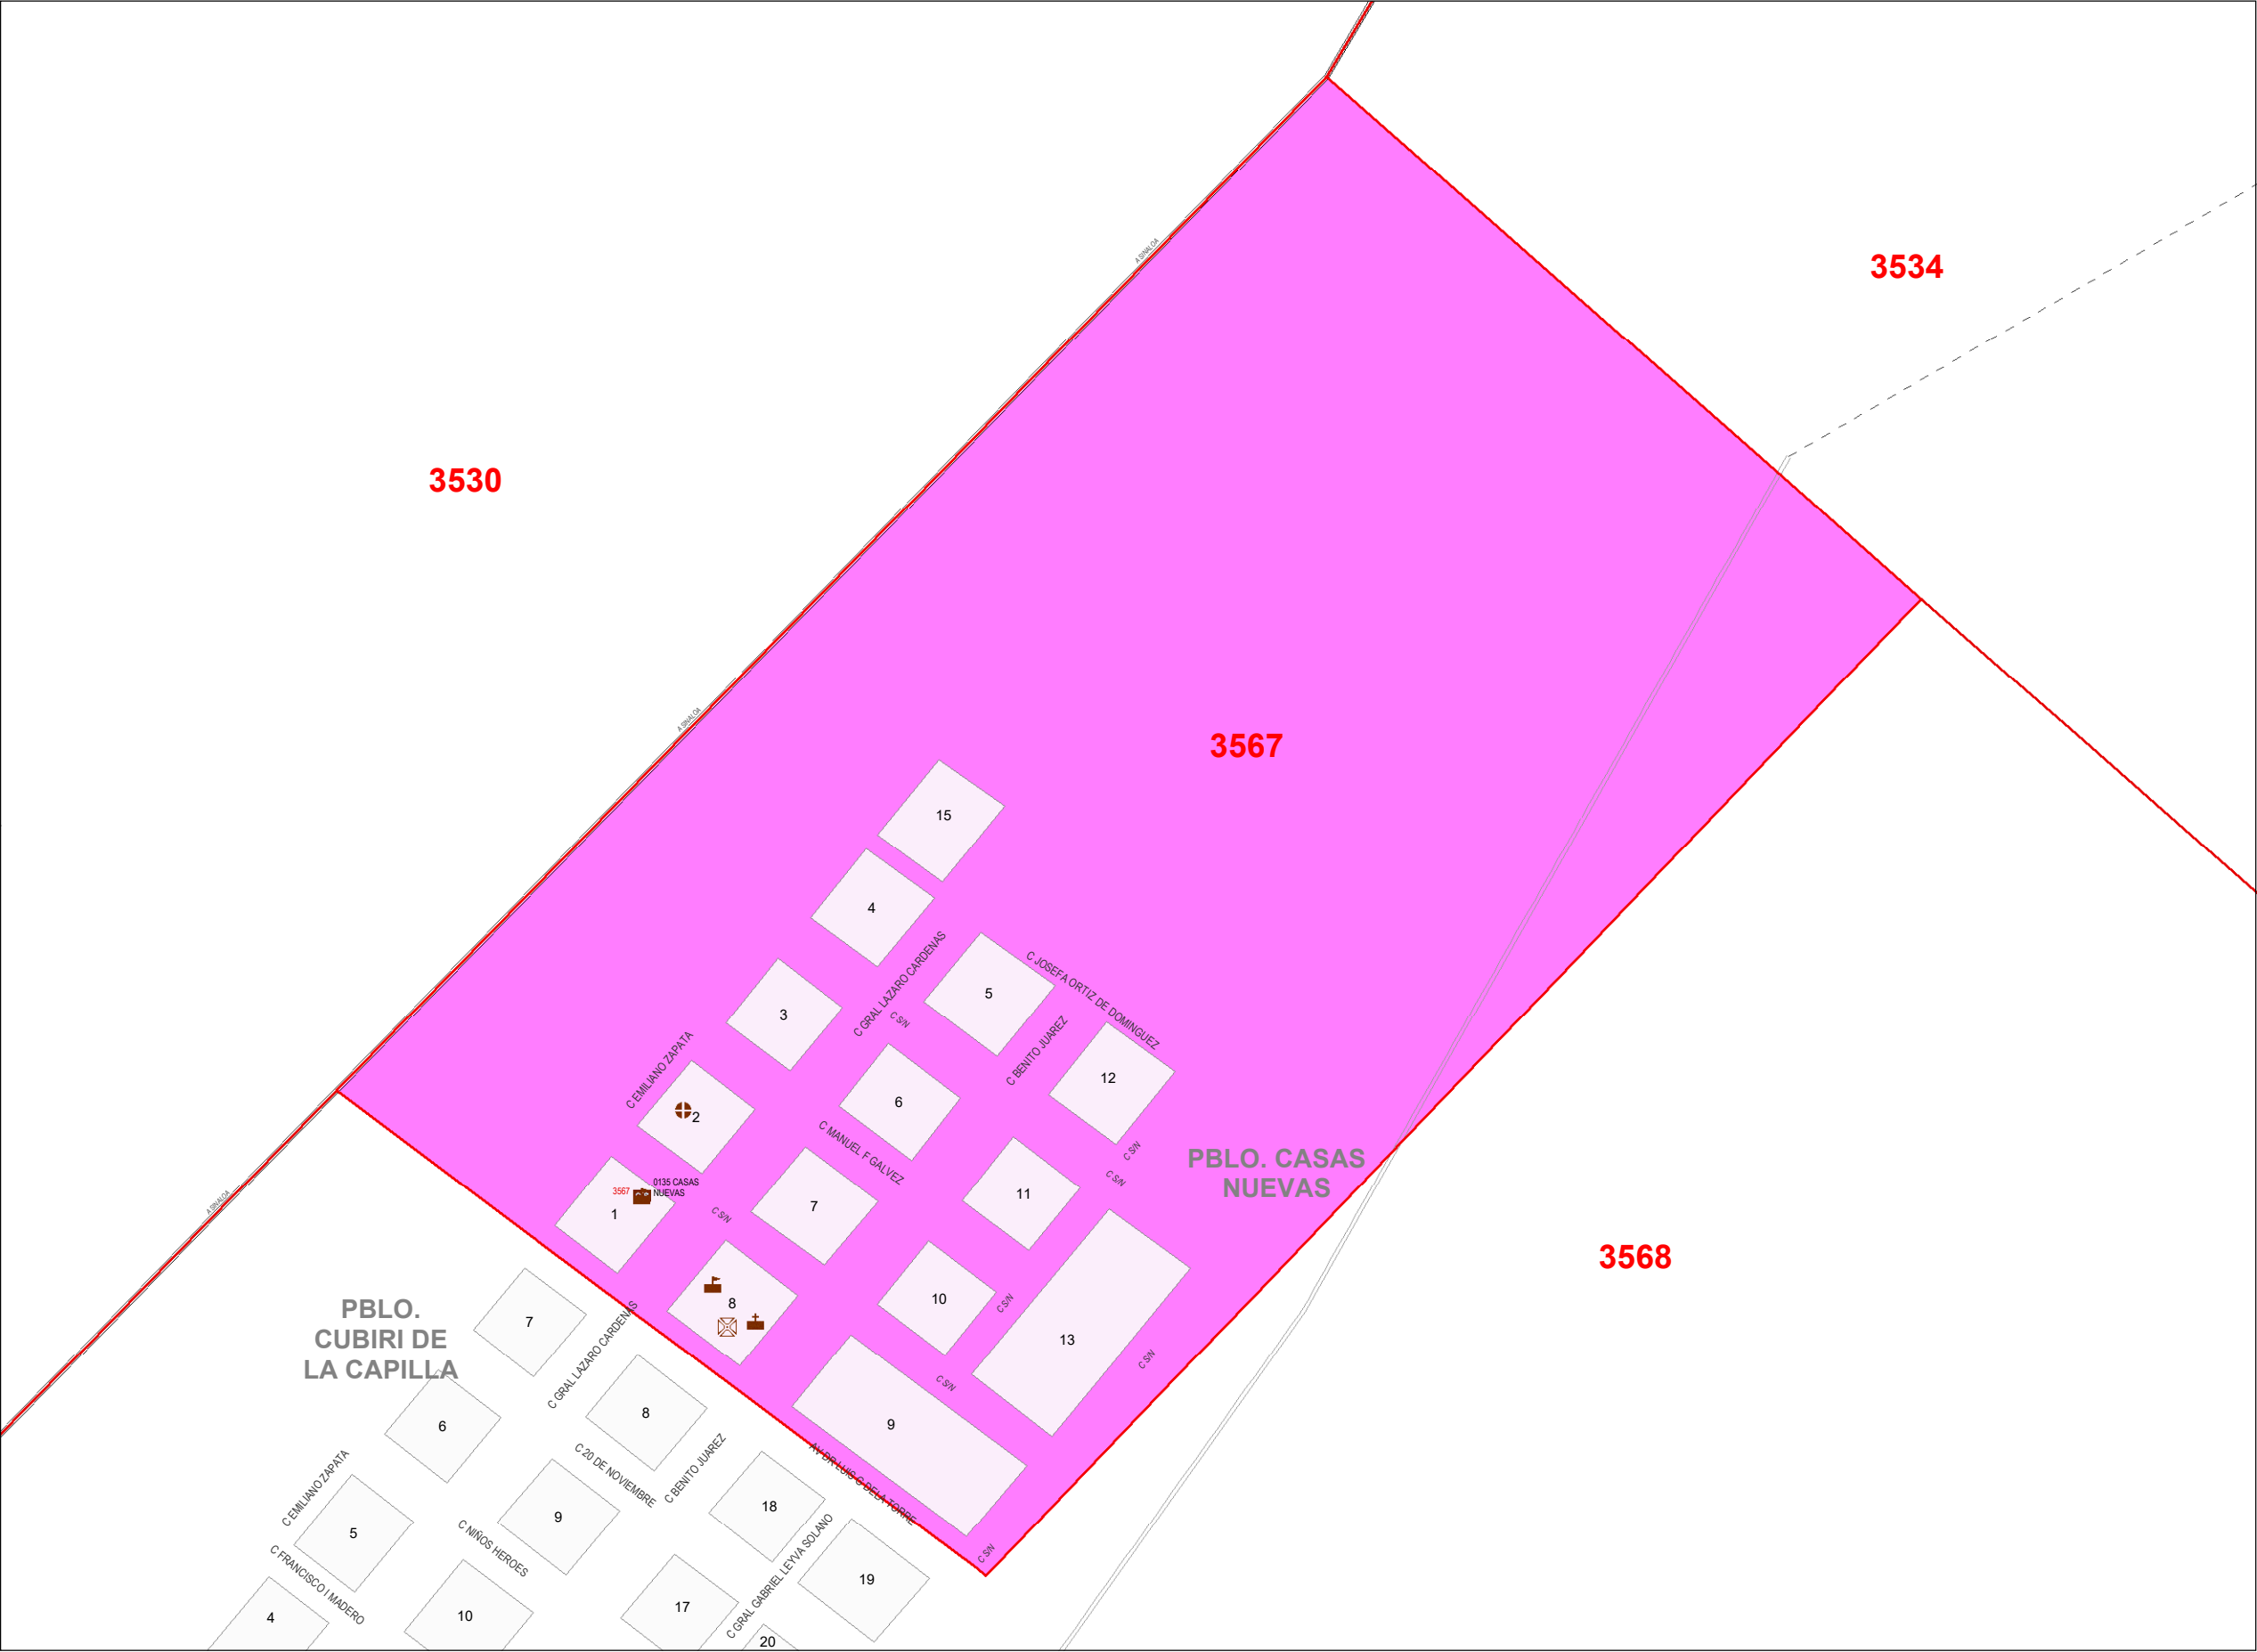 3534
A SINALOA
3530
A SINALOA
3567
15
4
C GRAL LAZARO CARDENAS
C JOSEFA ORTIZ DE DOMINGUEZ
5
3
C S/N
C BENITO JUAREZ
C EMILIANO ZAPATA
12
6
2
C MANUEL F GALVEZ
C S/N
PBLO. CASAS
NUEVAS
C S/N
0135 CASAS
NUEVAS
3567
11
A SINALOA
7
1
C S/N
3568
10
C S/N
8
PBLO.
CUBIRI DE
LA CAPILLA
7
C GRAL LAZARO CARDENAS
13
C S/N
C S/N
8
9
6
C 20 DE NOVIEMBRE
C BENITO JUAREZ
AV DR LUIS G DE LA TORRE
C EMILIANO ZAPATA
18
9
5
C NIÑOS HEROES
C S/N
C FRANCISCO I MADERO
C GRAL GABRIEL LEYVA SOLANO
19
17
10
4
20